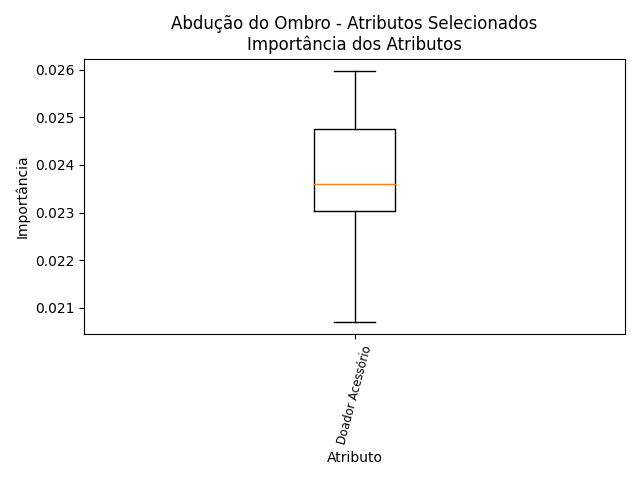 Abdução do Ombro - Atributos Selecionados
Importância dos Atributos
0.026
0.025
0.024
0.023
0.022
0.021
Importância
Doador Acessório
Atributo